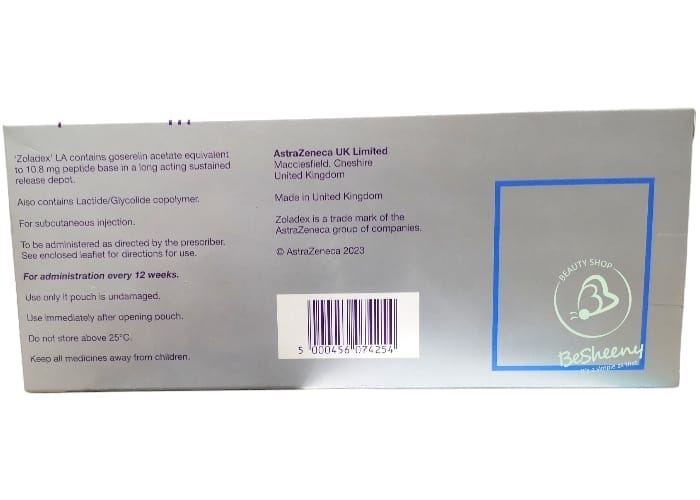 'Zoladex' LA contains goserelin acetate equivalent
to 10.8 mg peptide base in a long acting sustained
release depot.
Also contains Lactide/Glycolide copolymer.
For subcutaneous injection.
To be administered as directed by the prescriber.
See enclosed leaflet for directions for use.
For administration every 12 weeks.
Use only if pouch is undamaged.
Use immediately after opening pouch.
Do not store above 25°C.
Keep all medicines away from children.
AstraZeneca UK Limited
Macclesfield, Cheshire
United Kingdom
Made in United Kingdom
Zoladex is a trade mark of the
AstraZeneca group of companies.
© AstraZeneca 2023
5 000456 074254
BEAUTY SHOP
BeSheeny
It's a simple as that!